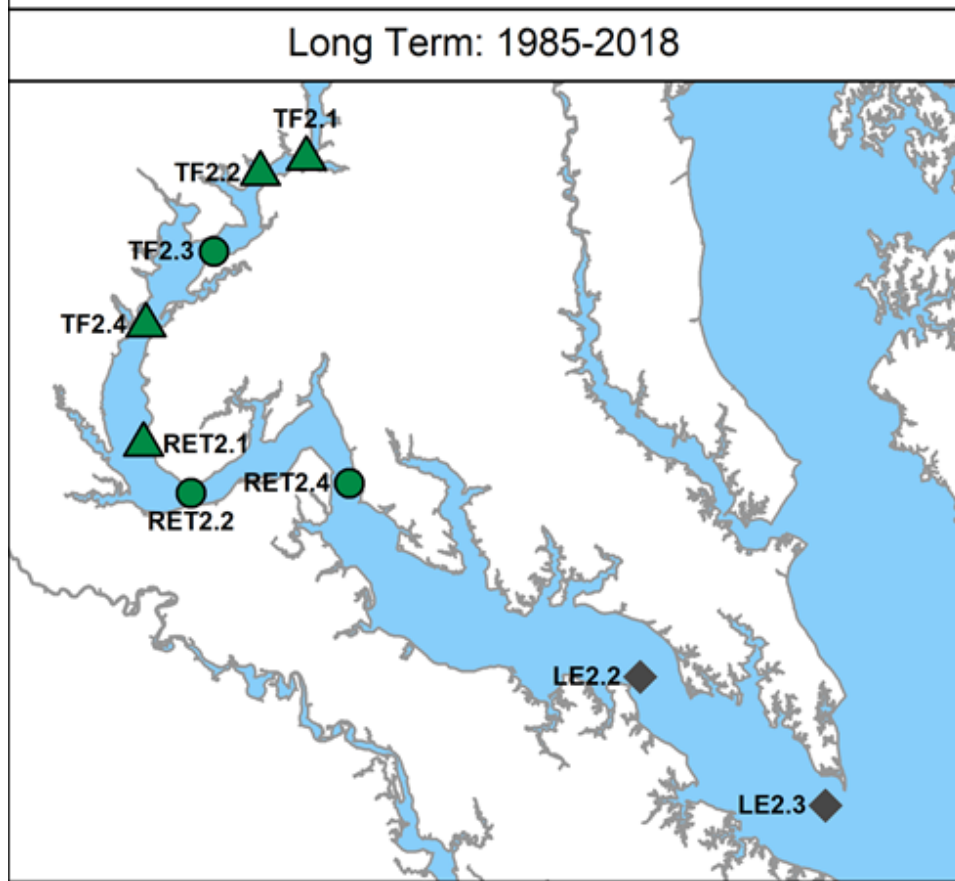 Long Term: 1985-2018
TF2.1
TF2.2
TF2.3
TF2.4
RET2.1
RET2.4
RET2.2
LE2.2
LE2.3